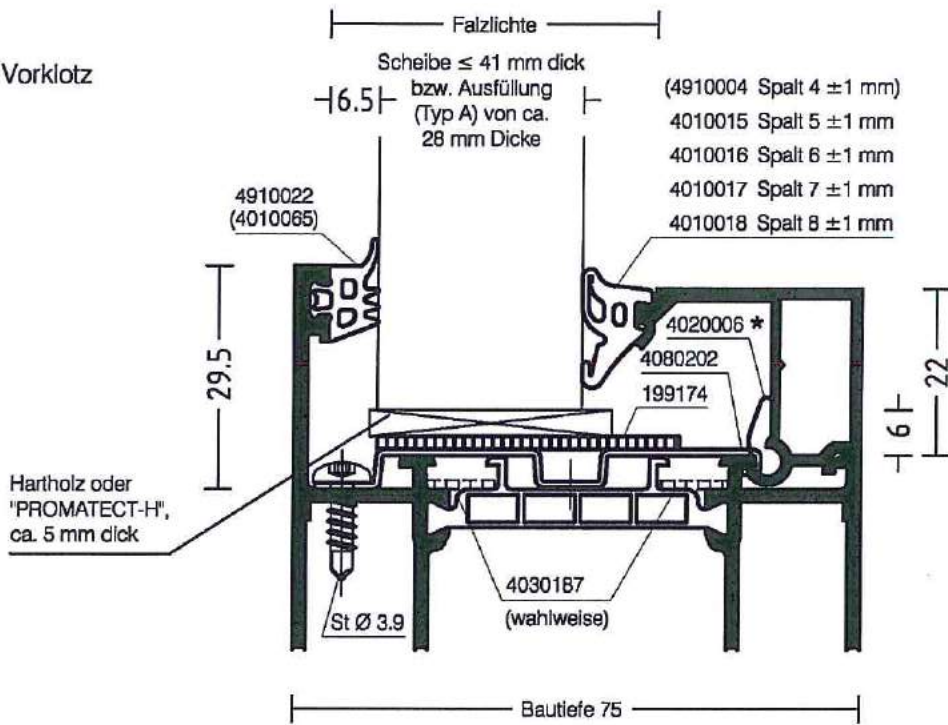 Falzlichte
Vorklotz
Scheibe ≤ 41 mm dick
bzw. Ausfüllung
(Typ A) von ca.
28 mm Dicke
6.5
(4910004 Spalt 4 ±1 mm)
4010015 Spalt 5 ±1 mm
4010016 Spalt 6 ±1 mm
4010017 Spalt 7 ±1 mm
4010018 Spalt 8 ±1 mm
4910022
(4010065)
4020006 *
4080202
199174
29.5
22
6
Hartholz oder
"PROMATECT-H",
ca. 5 mm dick
4030187
(wahlweise)
St Ø 3.9
Bautiefe 75